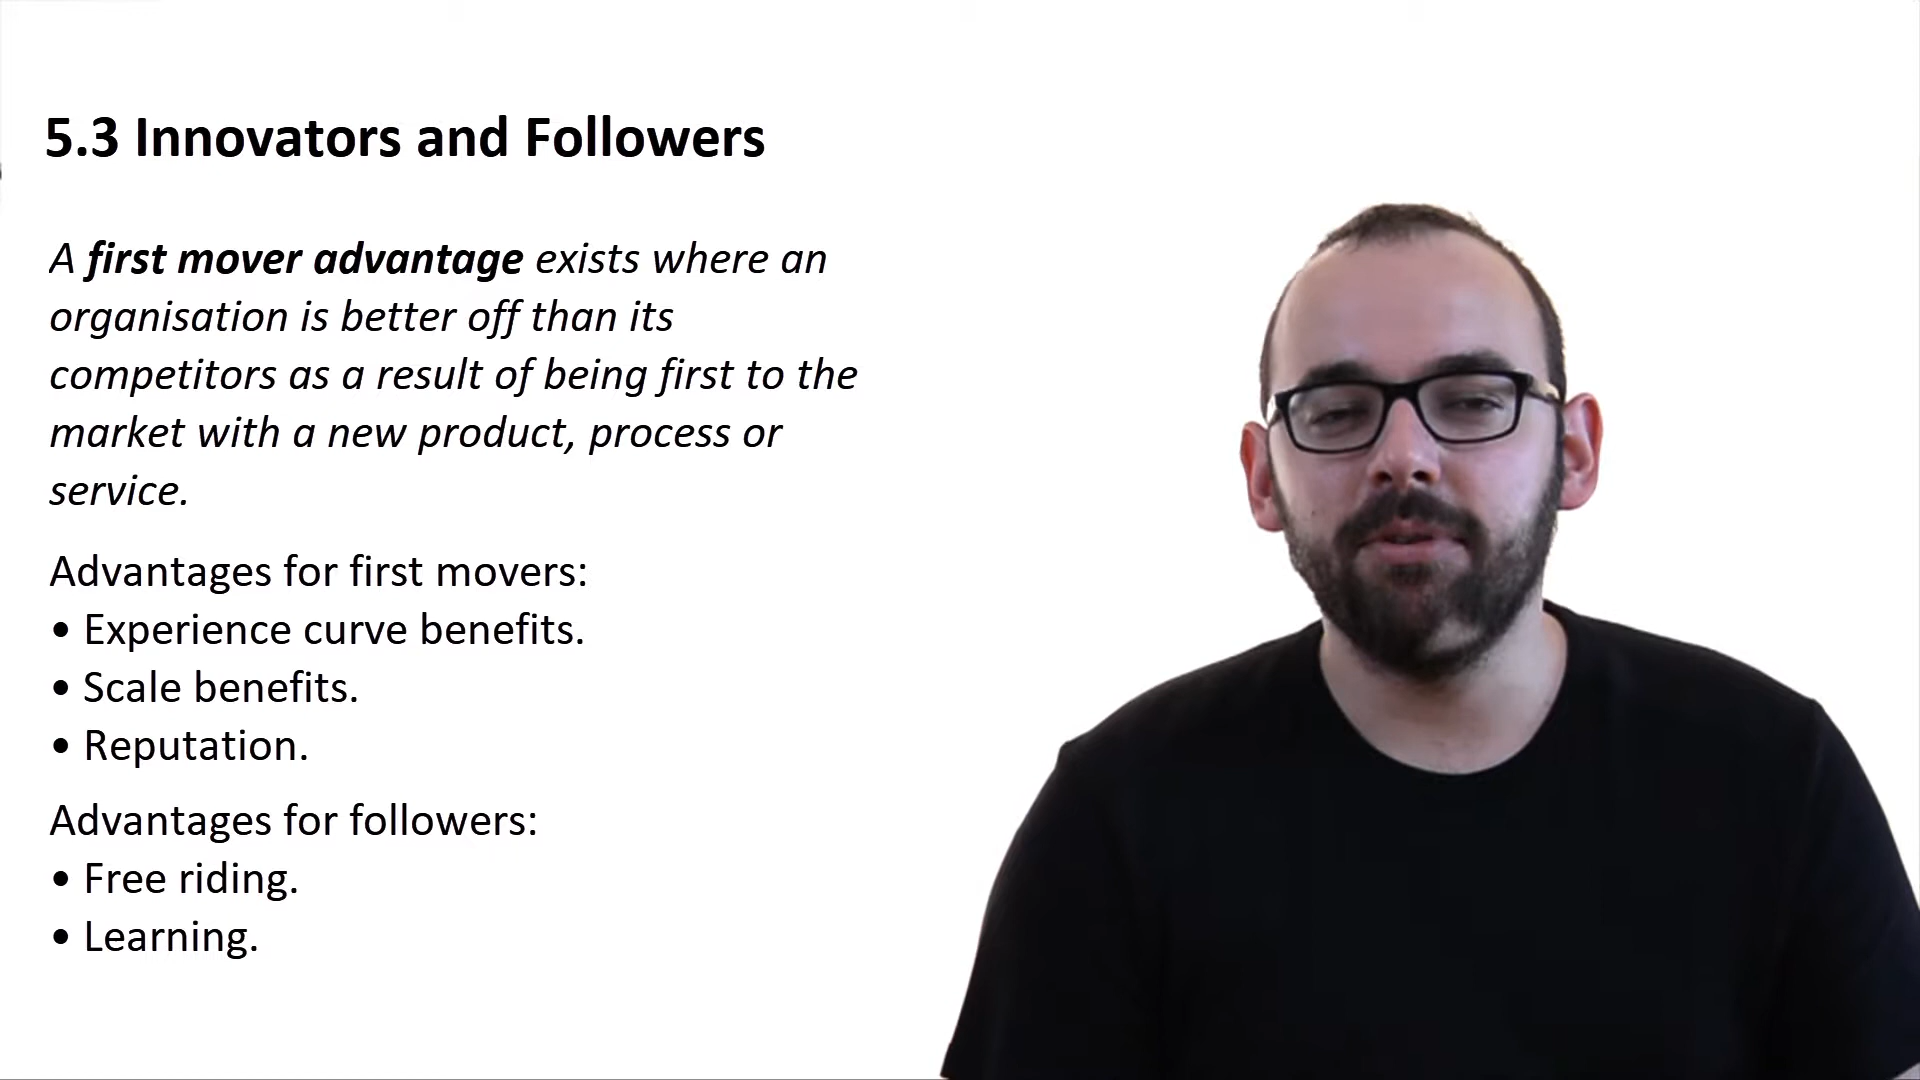 5.3 Innovators and Followers
A first mover advantage exists where an
organisation is better off than its
competitors as a result of being first to the
market with a new product, process or
service.
Advantages for first movers:
• Experience curve benefits.
• Scale benefits.
• Reputation.
Advantages for followers:
• Free riding.
• Learning.